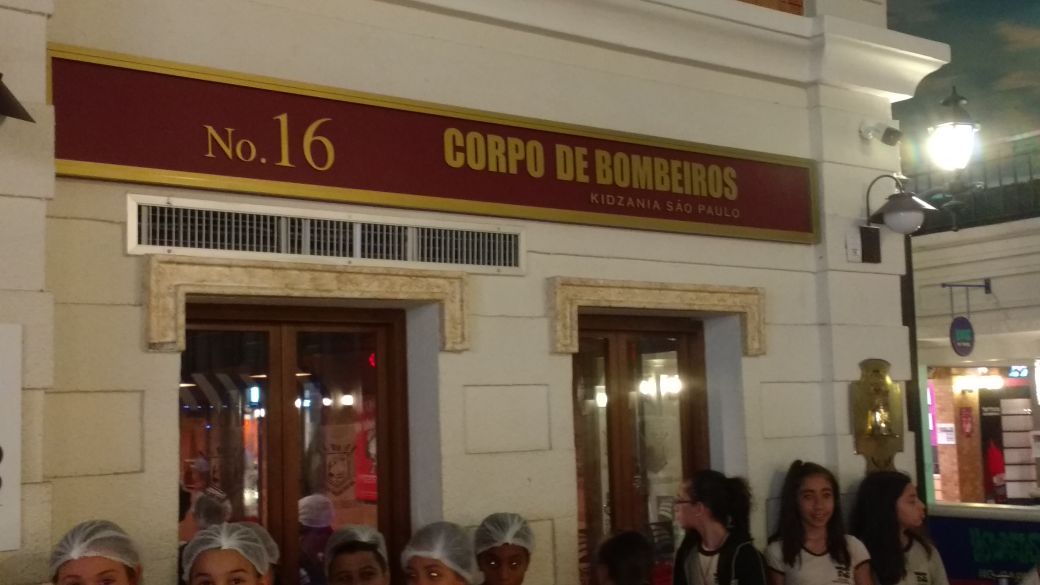 No. 16
CORPO DE BOMBEIROS
KIDZANIA SÃO PAULO